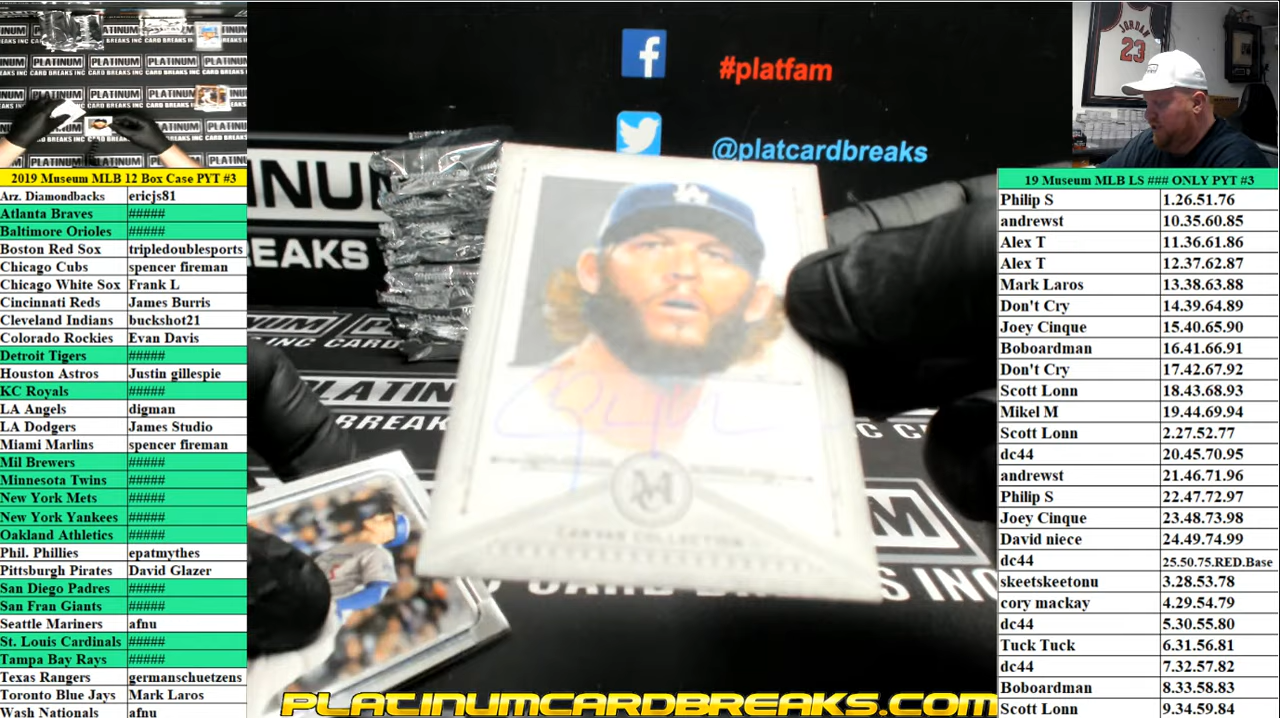 #platfam
@platcardbreaks
JORDAN
23
PLATINUM
CARD BREAKS INC
2019 Museum MLB 12 Box Case PYT #3
Arz. Diamondbacks ericjs81
Atlanta Braves #####
Baltimore Orioles #####
Boston Red Sox tripledoublesports
Chicago Cubs spencer fireman
Chicago White Sox Frank L
Cincinnati Reds James Burris
Cleveland Indians buckshot21
Colorado Rockies Evan Davis
Detroit Tigers #####
Houston Astros Justin gillespie
KC Royals #####
LA Angels digman
LA Dodgers James Studio
Miami Marlins spencer fireman
Mil Brewers #####
Minnesota Twins #####
New York Mets #####
New York Yankees #####
Oakland Athletics #####
Phil. Phillies epatmythes
Pittsburgh Pirates David Glazer
San Diego Padres #####
San Fran Giants #####
Seattle Mariners afnu
St. Louis Cardinals #####
Tampa Bay Rays #####
Texas Rangers germanschuetzens
Toronto Blue Jays Mark Laros
Wash Nationals afnu
19 Museum MLB LS ### ONLY PYT #3
Philip S 1.26.51.76
andrewst 10.35.60.85
Alex T 11.36.61.86
Alex T 12.37.62.87
Mark Laros 13.38.63.88
Don't Cry 14.39.64.89
Joey Cinque 15.40.65.90
Boboardman 16.41.66.91
Don't Cry 17.42.67.92
Scott Lonn 18.43.68.93
Mikel M 19.44.69.94
Scott Lonn 2.27.52.77
dc44 20.45.70.95
andrewst 21.46.71.96
Philip S 22.47.72.97
Joey Cinque 23.48.73.98
David niece 24.49.74.99
dc44 25.50.75.RED.Base
skeetskeetonu 3.28.53.78
cory mackay 4.29.54.79
dc44 5.30.55.80
Tuck Tuck 6.31.56.81
dc44 7.32.57.82
Boboardman 8.33.58.83
Scott Lonn 9.34.59.84
LA
CANVAS COLLECTION
PLATINUMCARDBREAKS.COM